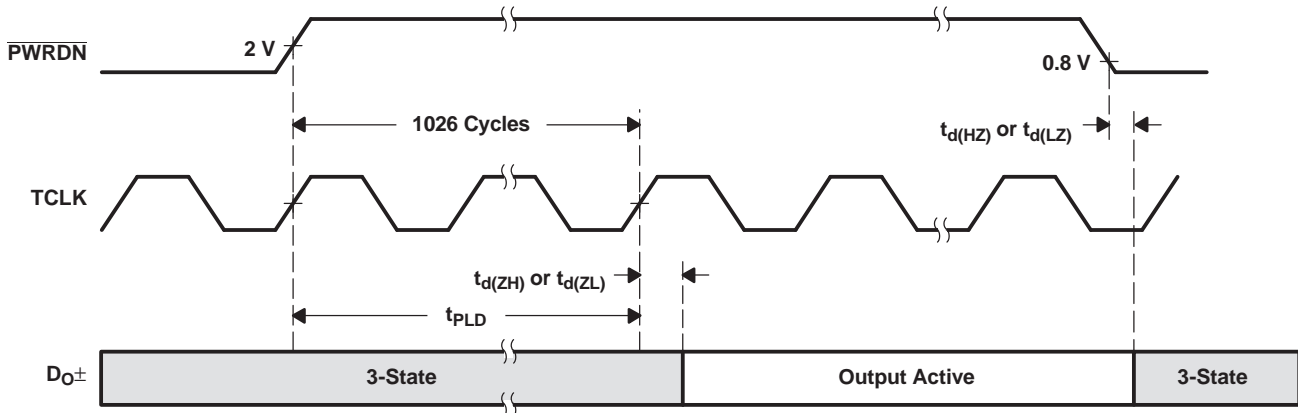 PWRDN
2 V
0.8 V
1026 Cycles
td(HZ) or td(LZ)
TCLK
td(ZH) or td(ZL)
tPLD
DO±
3-State
Output Active
3-State